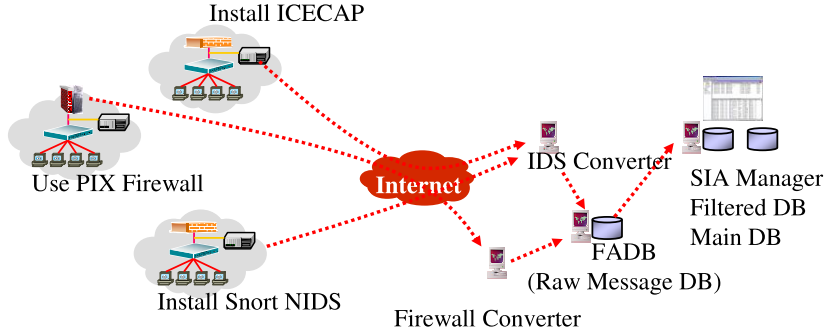 Install ICECAP
Use PIX Firewall
Internet
IDS Converter
SIA Manager
Filtered DB
Main DB
FADB
(Raw Message DB)
Install Snort NIDS
Firewall Converter